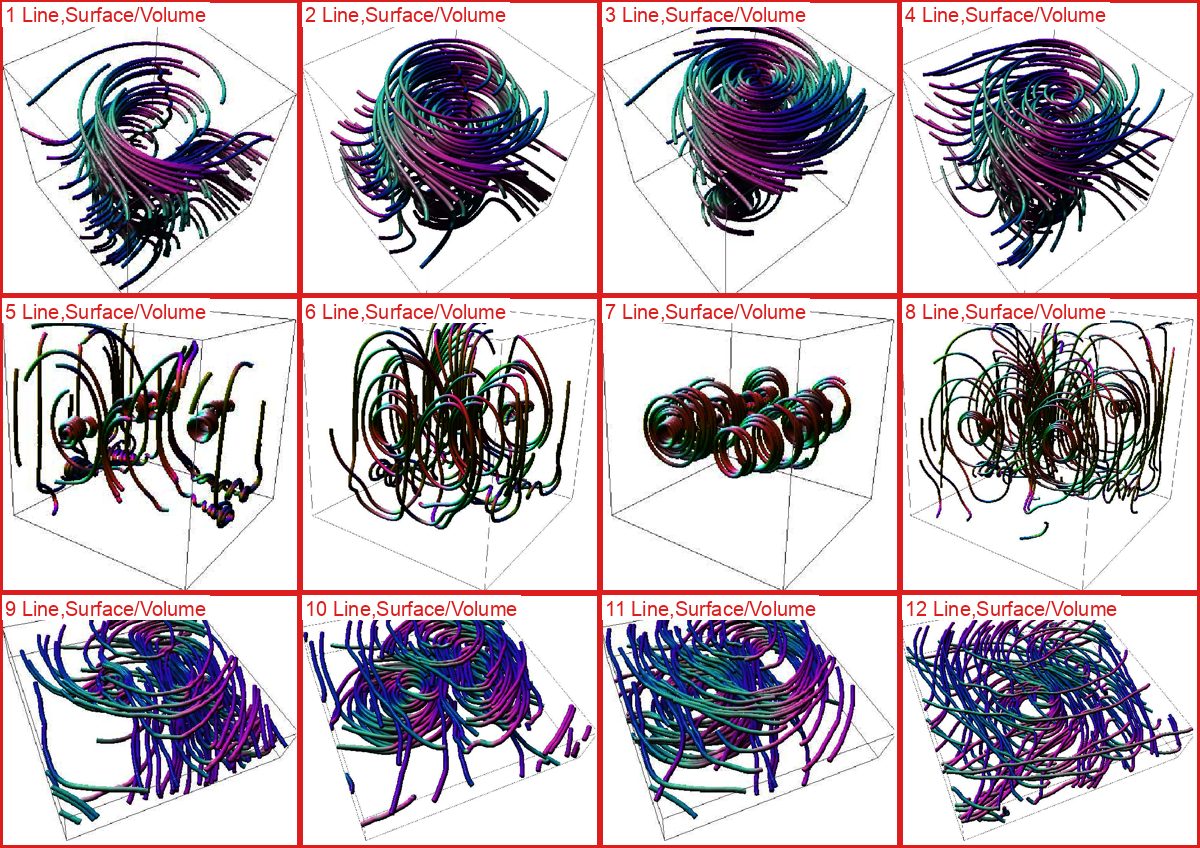 1 Line,Surface/Volume
2 Line,Surface/Volume
3 Line,Surface/Volume
4 Line,Surface/Volume
5 Line,Surface/Volume
6 Line,Surface/Volume
7 Line,Surface/Volume
8 Line,Surface/Volume
9 Line,Surface/Volume
10 Line,Surface/Volume
11 Line,Surface/Volume
12 Line,Surface/Volume